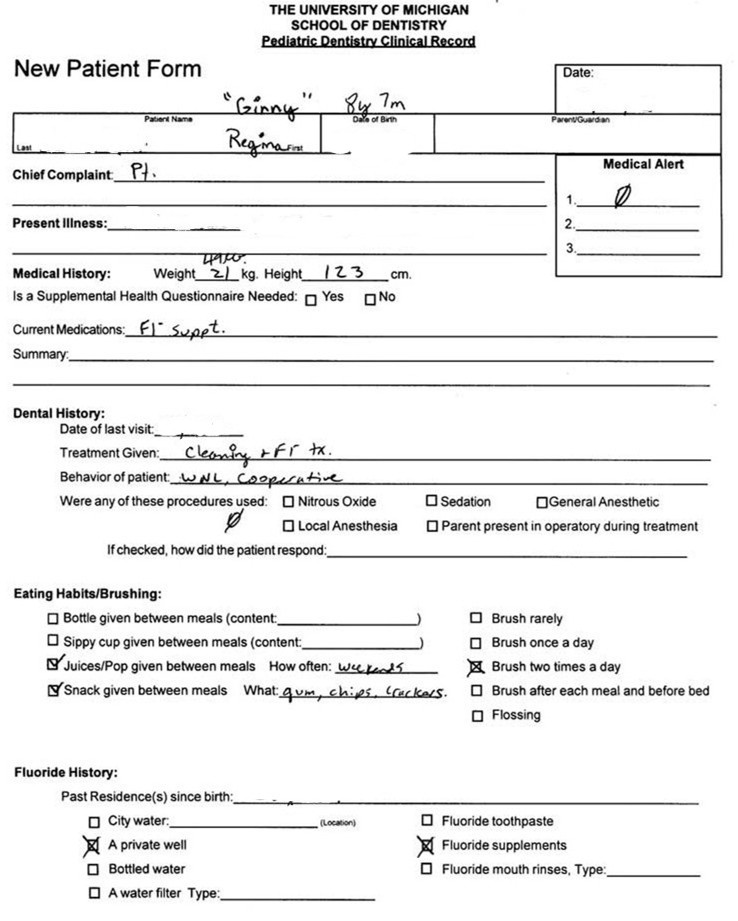 THE UNIVERSITY OF MICHIGAN
SCHOOL OF DENTISTRY
Pediatric Dentistry Clinical Record
New Patient Form
Date:
"Ginny" 8y 7m
Patient Name Date of Birth Parent/Guardian
Last Regina First
Chief Complaint: Pt.
Medical Alert
1. Ø
2.
3.
Present Illness:
Medical History: Weight 21 kg. Height 123 cm.
Is a Supplemental Health Questionnaire Needed: ☐ Yes ☐ No
Current Medications: Fl⁻ suppt.
Summary:
Dental History:
Date of last visit:
Treatment Given: Cleaning + Fl⁻ tx.
Behavior of patient: WNL, Cooperative
Were any of these procedures used: ☐ Nitrous Oxide ☐ Sedation ☐ General Anesthetic
Ø ☐ Local Anesthesia ☐ Parent present in operatory during treatment
If checked, how did the patient respond:
Eating Habits/Brushing:
☐ Bottle given between meals (content: ) ☐ Brush rarely
☐ Sippy cup given between meals (content: ) ☐ Brush once a day
☑ Juices/Pop given between meals How often: weekends ☒ Brush two times a day
☑ Snack given between meals What: gum, chips, crackers. ☐ Brush after each meal and before bed
☐ Flossing
Fluoride History:
Past Residence(s) since birth:
☐ City water: (Location) ☐ Fluoride toothpaste
☒ A private well ☒ Fluoride supplements
☐ Bottled water ☐ Fluoride mouth rinses, Type:
☐ A water filter Type: